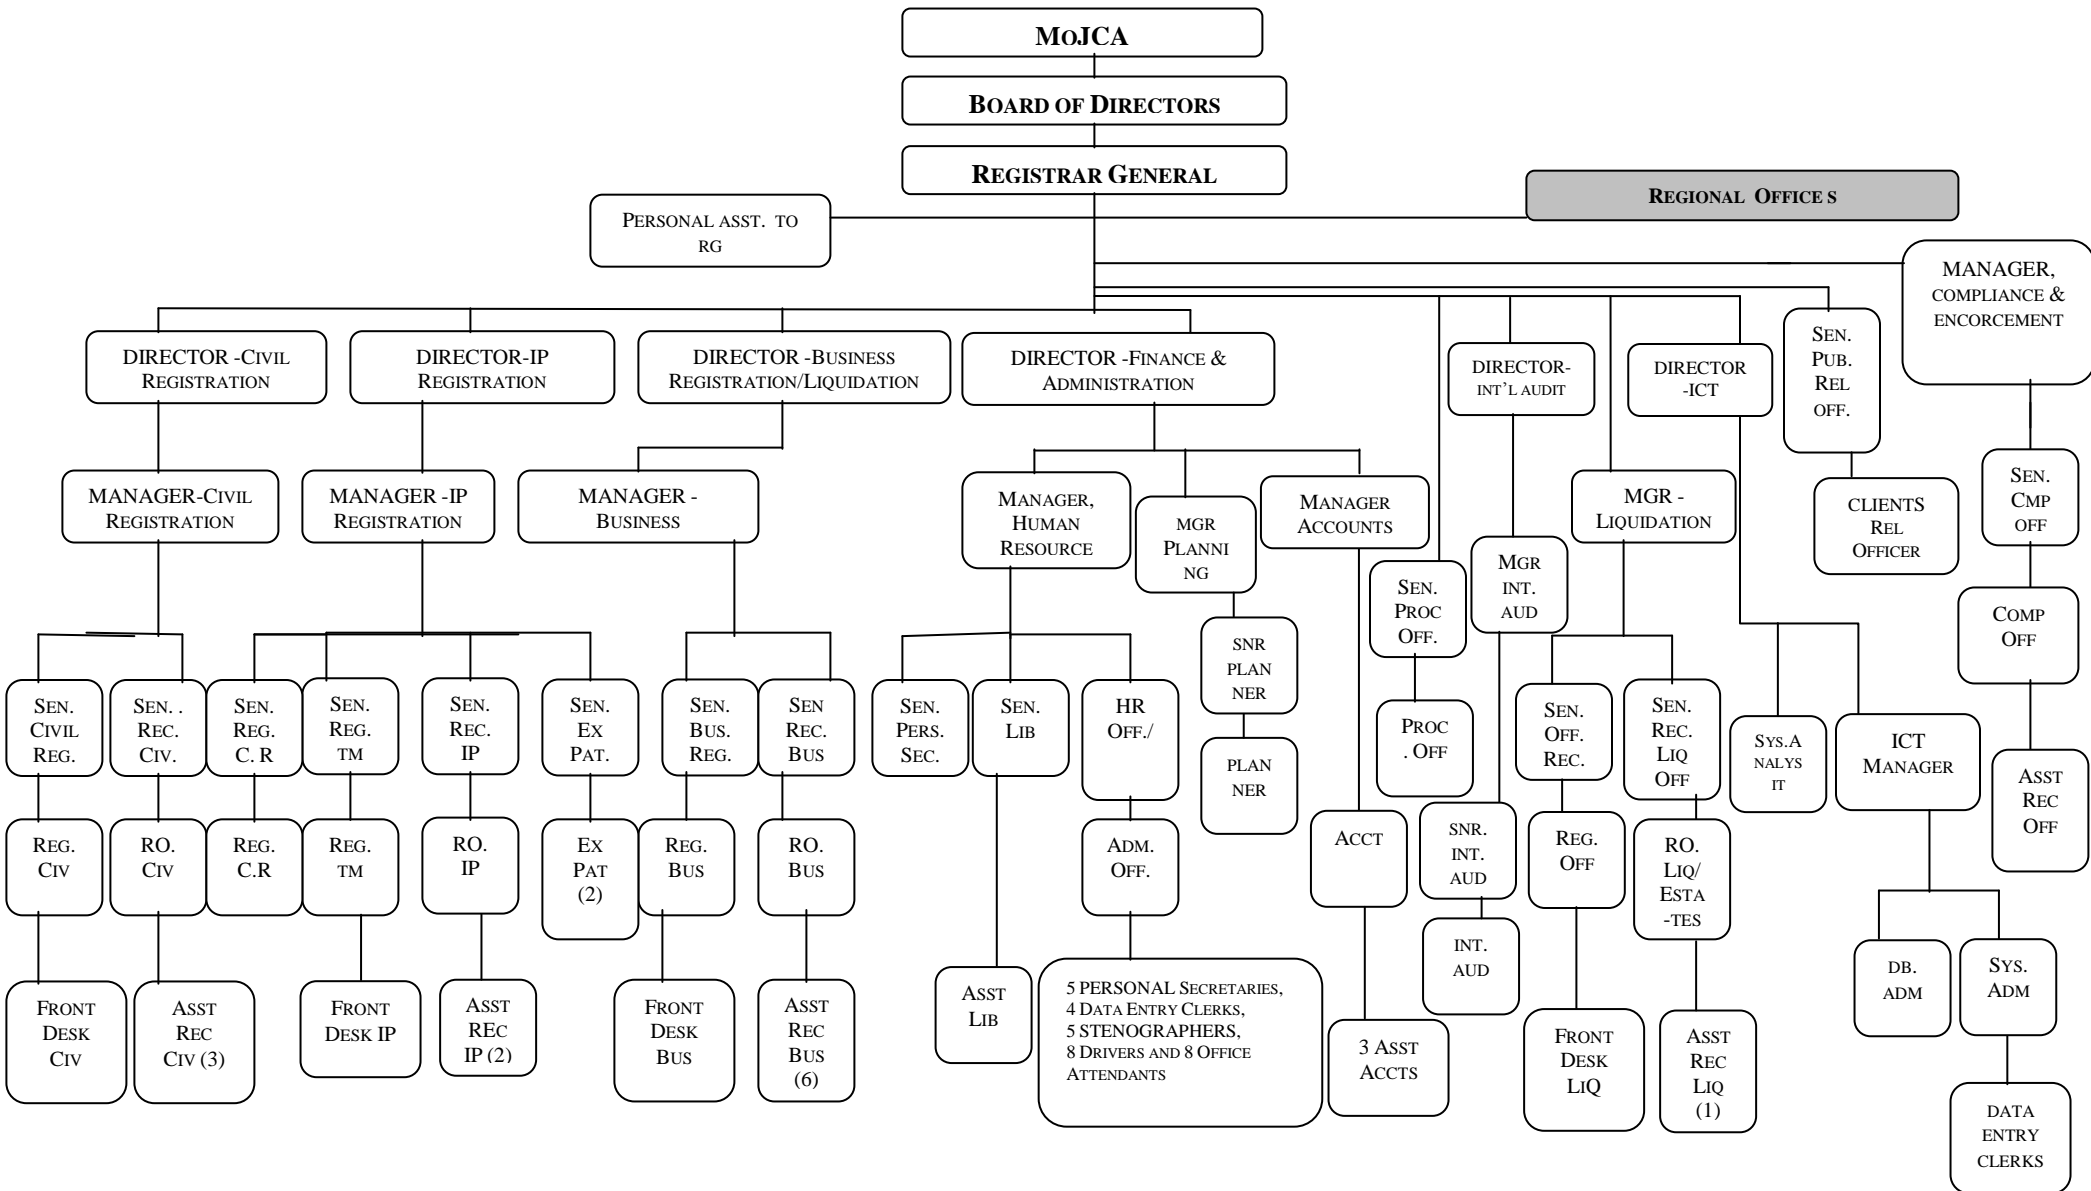 MOJCA
BOARD OF DIRECTORS
REGISTRAR GENERAL
REGIONAL OFFICE S
PERSONAL ASST. TO
RG
MANAGER,
COMPLIANCE &
ENCORCEMENT
DIRECTOR -CIVIL
REGISTRATION
DIRECTOR-IP
REGISTRATION
DIRECTOR -BUSINESS
REGISTRATION/LIQUIDATION
DIRECTOR -FINANCE &
ADMINISTRATION
DIRECTOR-
INT'L AUDIT
DIRECTOR
-ICT
SEN.
PUB.
REL
OFF.
MANAGER-CIVIL
REGISTRATION
MANAGER -IP
REGISTRATION
MANAGER -
BUSINESS
MANAGER,
HUMAN
RESOURCE
MGR
PLANNI
NG
MANAGER
ACCOUNTS
SEN.
PROC
OFF.
MGR
INT.
AUD
MGR -
LIQUIDATION
CLIENTS
REL
OFFICER
SEN.
CMP
OFF
COMP
OFF
SNR
PLAN
NER
SEN.
CIVIL
REG.
SEN. .
REC.
CIV.
SEN.
REG.
C. R
SEN.
REG.
TM
SEN.
REC.
IP
SEN.
EX
PAT.
SEN.
BUS.
REG.
SEN
REC.
BUS
SEN.
PERS.
SEC.
SEN.
LIB
HR
OFF./
PLAN
NER
PROC
. OFF
SEN.
OFF.
REC.
SEN.
REC.
LIQ
OFF
SYS.A
NALYS
IT
ICT
MANAGER
ASST
REC
OFF
REG.
CIV
RO.
CIV
REG.
C.R
REG.
TM
RO.
IP
EX
PAT
(2)
REG.
BUS
RO.
BUS
ADM.
OFF.
ACCT
SNR.
INT.
AUD
REG.
OFF
RO.
LIQ/
ESTA
-TES
FRONT
DESK
CIV
ASST
REC
CIV (3)
FRONT
DESK IP
ASST
REC
IP (2)
FRONT
DESK
BUS
ASST
REC
BUS
(6)
ASST
LIB
5 PERSONAL SECRETARIES,
4 DATA ENTRY CLERKS,
5 STENOGRAPHERS,
8 DRIVERS AND 8 OFFICE
ATTENDANTS
3 ASST
ACCTS
INT.
AUD
FRONT
DESK
LIQ
ASST
REC
LIQ
(1)
DB.
ADM
SYS.
ADM
DATA
ENTRY
CLERKS